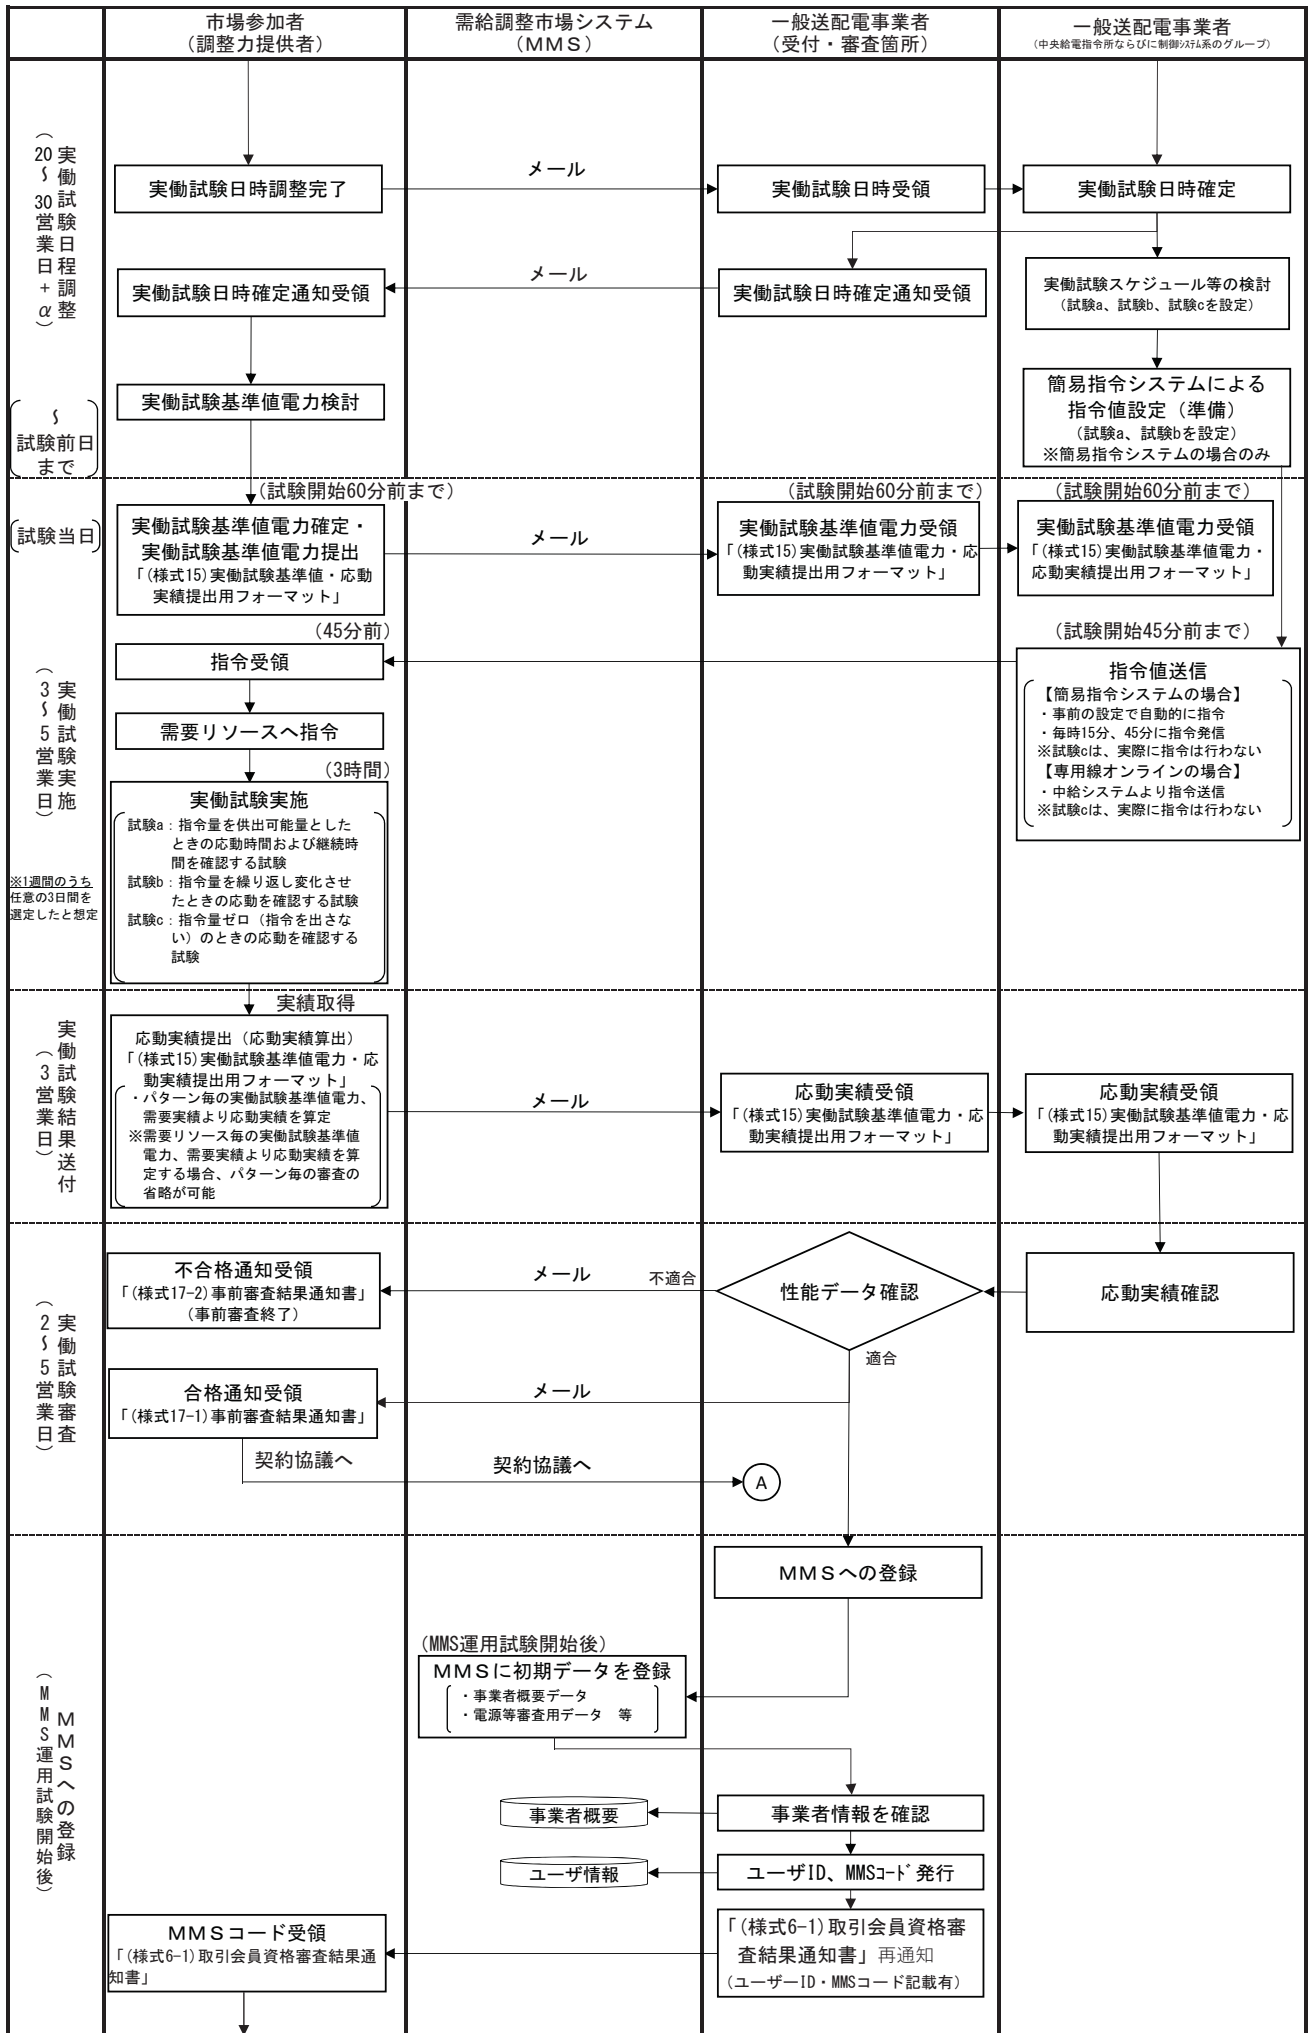 市場参加者
（調整力提供者）
需給調整市場システム
（ＭＭＳ）
一般送配電事業者
（受付・審査箇所）
一般送配電事業者
（中央給電指令所ならびに制御ｼｽﾃﾑ系のグループ）
実働試験日程調整
（20～30営業日＋α）
実働試験日時調整完了
メール
実働試験日時受領
実働試験日時確定
実働試験日時確定通知受領
メール
実働試験日時確定通知受領
実働試験スケジュール等の検討
（試験a、試験b、試験cを設定）
実働試験基準値電力検討
簡易指令システムによる
指令値設定（準備）
（試験a、試験bを設定）
※簡易指令システムの場合のみ
～
試験前日
まで
（試験開始60分前まで）
（試験開始60分前まで）
（試験開始60分前まで）
試験当日
実働試験基準値電力確定・
実働試験基準値電力提出
「(様式15)実働試験基準値・応動
実績提出用フォーマット」
メール
実働試験基準値電力受領
「(様式15)実働試験基準値電力・応
動実績提出用フォーマット」
実働試験基準値電力受領
「(様式15)実働試験基準値電力・
応動実績提出用フォーマット」
（45分前）
（試験開始45分前まで）
実働試験実施
（3～5営業日）
指令受領
指令値送信
【簡易指令システムの場合】
・事前の設定で自動的に指令
・毎時15分、45分に指令発信
※試験cは、実際に指令は行わない
【専用線オンラインの場合】
・中給システムより指令送信
※試験cは、実際に指令は行わない
需要リソースへ指令
（3時間）
実働試験実施
試験a：指令量を供出可能量とした
ときの応動時間および継続時
間を確認する試験
試験b：指令量を繰り返し変化させ
たときの応動を確認する試験
試験c：指令量ゼロ（指令を出さな
い）のときの応動を確認する
試験
※1週間のうち
任意の3日間を
選定したと想定
実績取得
実働試験結果送付
（3営業日）
応動実績提出（応動実績算出）
「(様式15)実働試験基準値電力・応
動実績提出用フォーマット」
・パターン毎の実働試験基準値電力、
需要実績より応動実績を算定
※需要リソース毎の実働試験基準値
電力、需要実績より応動実績を算
定する場合、パターン毎の審査の
省略が可能
メール
応動実績受領
「(様式15)実働試験基準値電力・応
動実績提出用フォーマット」
応動実績受領
「(様式15)実働試験基準値電力・応
動実績提出用フォーマット」
実働試験審査
（2～5営業日）
不合格通知受領
「(様式17-2)事前審査結果通知書」
（事前審査終了）
メール
不適合
性能データ確認
応動実績確認
適合
合格通知受領
「(様式17-1)事前審査結果通知書」
メール
契約協議へ
契約協議へ
A
ＭＭＳへの登録
（ＭＭＳ運用試験開始後）
ＭＭＳへの登録
（MMS運用試験開始後）
ＭＭＳに初期データを登録
・事業者概要データ
・電源等審査用データ　等
事業者概要
事業者情報を確認
ユーザ情報
ユーザID、MMSｺｰﾄﾞ発行
ＭＭＳコード受領
「(様式6-1)取引会員資格審査結果通
知書」
「(様式6-1)取引会員資格審
査結果通知書」再通知
（ユーザーID・MMSコード記載有）